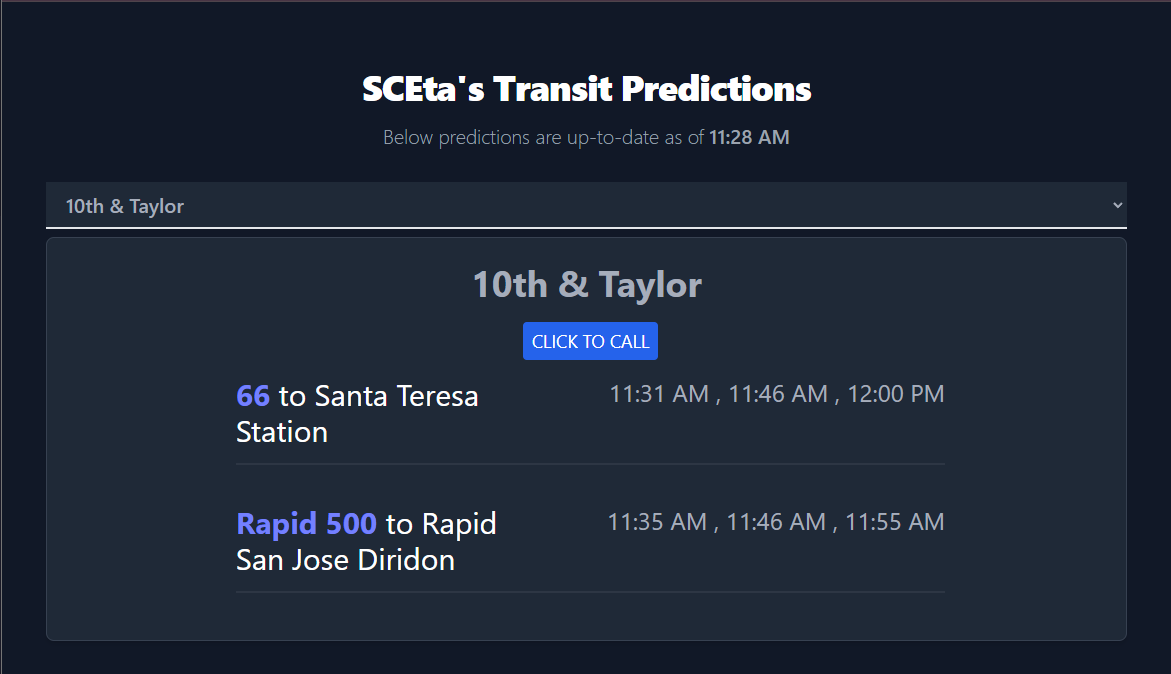 SCEta's Transit Predictions
Below predictions are up-to-date as of 11:28 AM
10th & Taylor
10th & Taylor
CLICK TO CALL
66 to Santa Teresa
Station
11:31 AM , 11:46 AM , 12:00 PM
Rapid 500 to Rapid
San Jose Diridon
11:35 AM , 11:46 AM , 11:55 AM